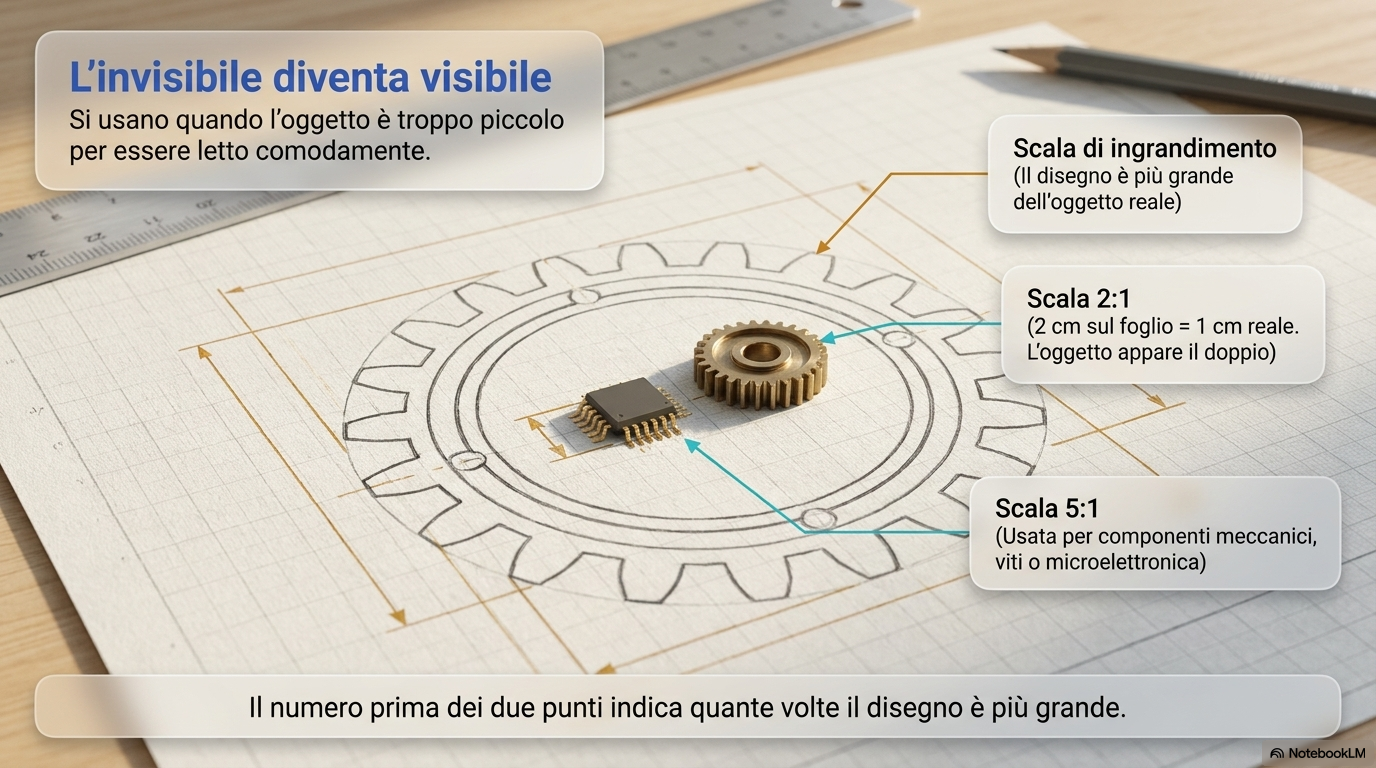 L'invisibile diventa visibile
Si usano quando l'oggetto è troppo piccolo
per essere letto comodamente.
Scala di ingrandimento
(Il disegno è più grande
dell'oggetto reale)
Scala 2:1
(2 cm sul foglio = 1 cm reale.
L'oggetto appare il doppio)
Scala 5:1
(Usata per componenti meccanici,
viti o microelettronica)
Il numero prima dei due punti indica quante volte il disegno è più grande.
NotebookLM